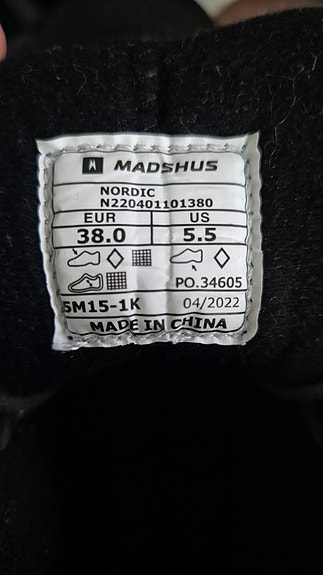 MADSHUS
NORDIC
N220401101380
EUR US
38.0 5.5
PO.34605
SM15-1K 04/2022
MADE IN CHINA